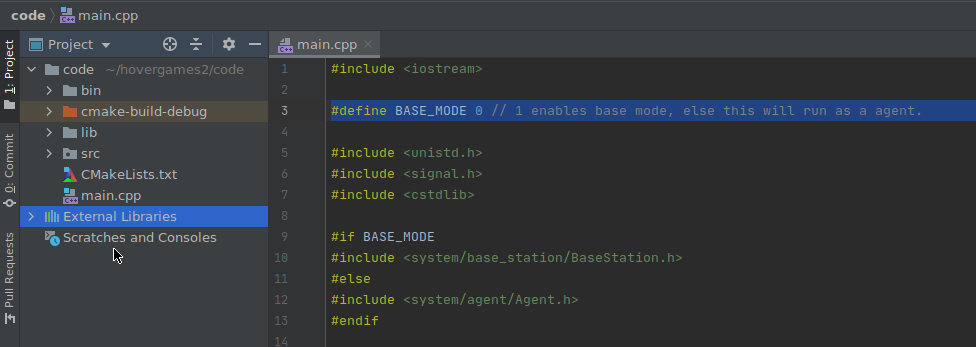 code main.cpp
Project
main.cpp
1: Project
0: Commit
Pull Requests
code ~/hovergames2/code
bin
cmake-build-debug
lib
src
CMakeLists.txt
main.cpp
External Libraries
Scratches and Consoles
1 #include <iostream>
2
3 #define BASE_MODE 0 // 1 enables base mode, else this will run as a agent.
4
5 #include <unistd.h>
6 #include <signal.h>
7 #include <cstdlib>
8
9 #if BASE_MODE
10 #include <system/base_station/BaseStation.h>
11 #else
12 #include <system/agent/Agent.h>
13 #endif
14